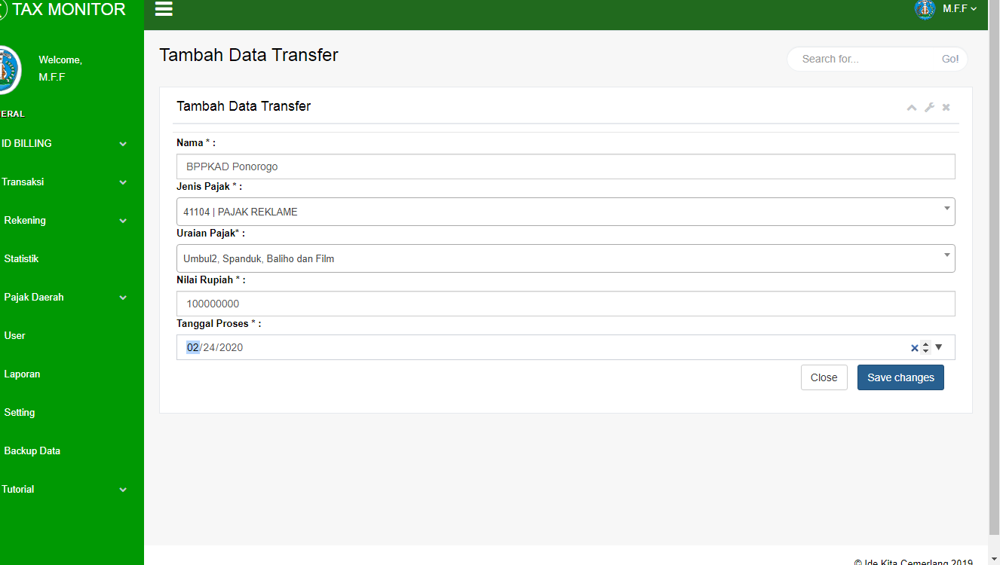 TAX MONITOR
M.F.F
Welcome,
M.F.F
ERAL
ID BILLING
Transaksi
Rekening
Statistik
Pajak Daerah
User
Laporan
Setting
Backup Data
Tutorial
Tambah Data Transfer
Search for...
Go!
Tambah Data Transfer
Nama * :
BPPKAD Ponorogo
Jenis Pajak * :
41104 | PAJAK REKLAME
Uraian Pajak* :
Umbul2, Spanduk, Baliho dan Film
Nilai Rupiah * :
100000000
Tanggal Proses * :
02/24/2020
Close
Save changes
© Ide Kita Cemerlang 2019